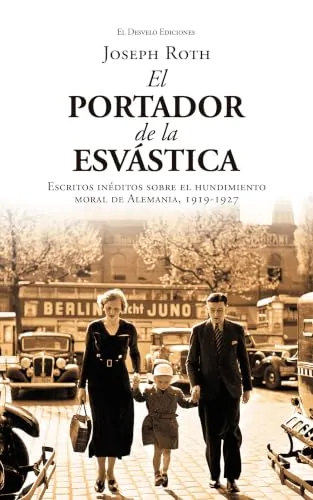 El Desvelo Ediciones
Joseph Roth
El
PORTADOR
de la
ESVÁSTICA
Escritos inéditos sobre el hundimiento
moral de Alemania, 1919-1927
BERLIN raucht JUNO